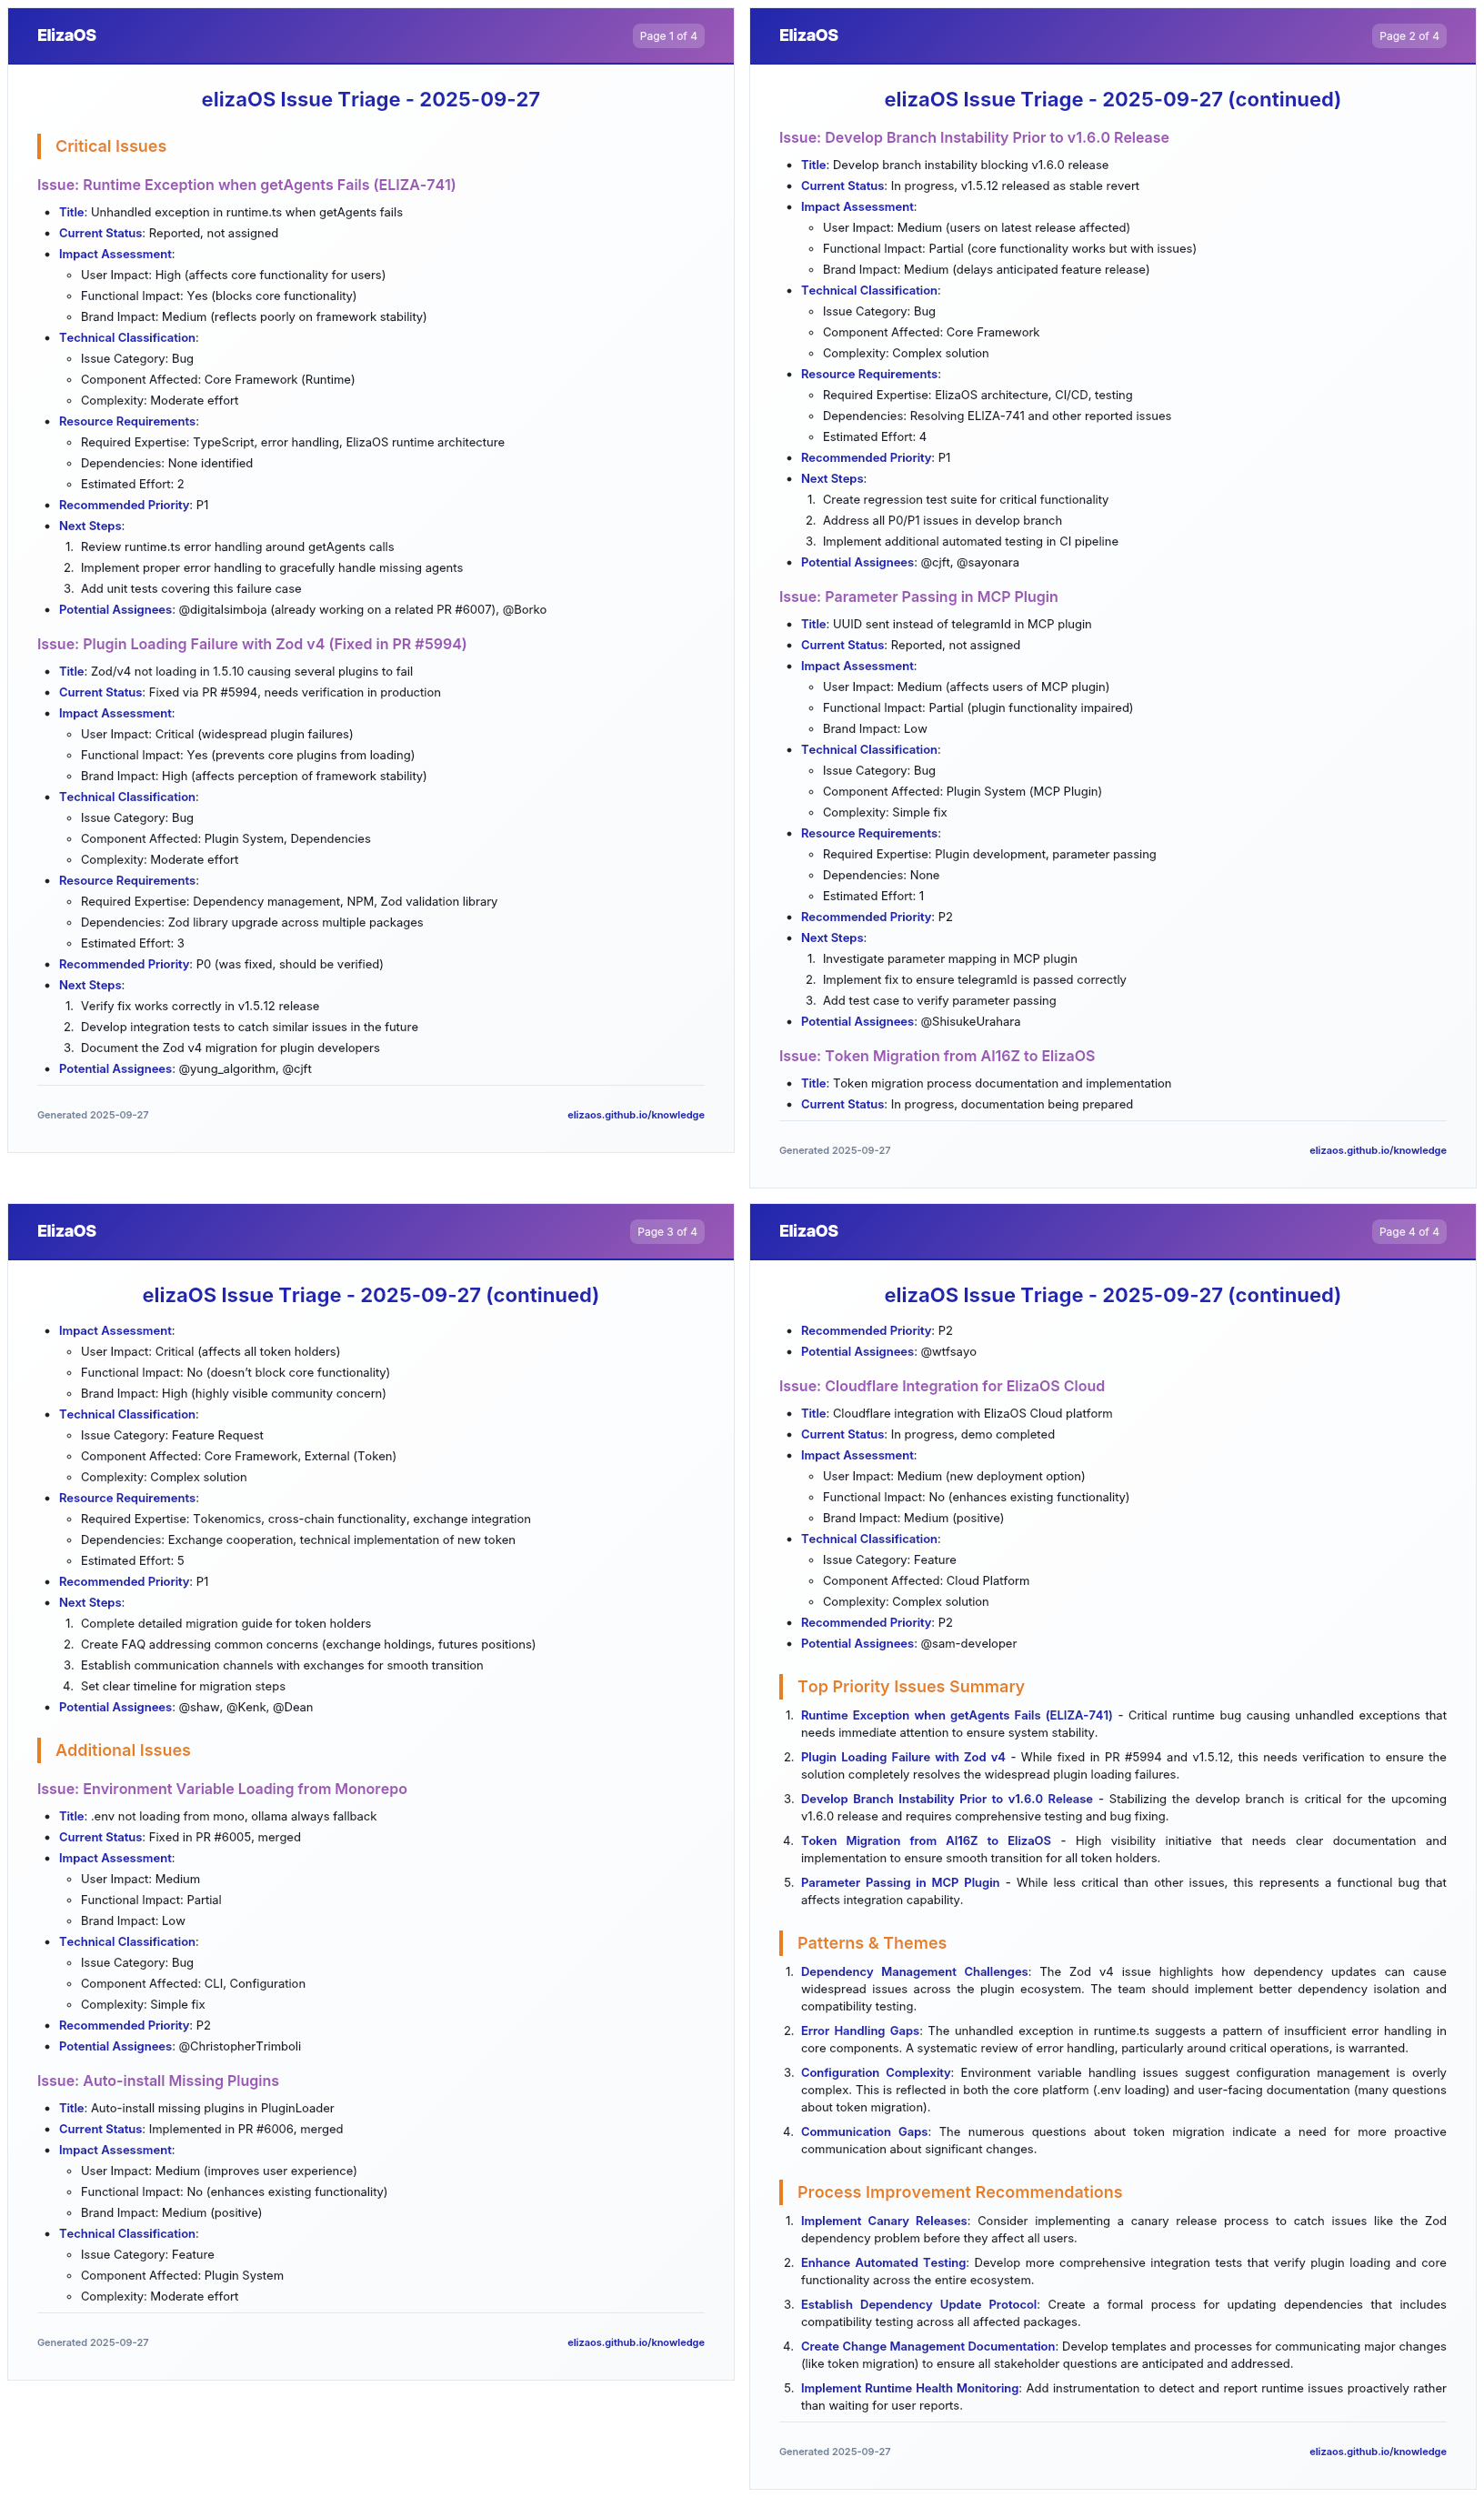 ElizaOS
Page 1 of 4
elizaOS Issue Triage - 2025-09-27
Critical Issues
Issue: Runtime Exception when getAgents Fails (ELIZA-741)
• Title: Unhandled exception in runtime.ts when getAgents fails
• Current Status: Reported, not assigned
• Impact Assessment:
◦ User Impact: High (affects core functionality for users)
◦ Functional Impact: Yes (blocks core functionality)
◦ Brand Impact: Medium (reflects poorly on framework stability)
• Technical Classification:
◦ Issue Category: Bug
◦ Component Affected: Core Framework (Runtime)
◦ Complexity: Moderate effort
• Resource Requirements:
◦ Required Expertise: TypeScript, error handling, ElizaOS runtime architecture
◦ Dependencies: None identified
◦ Estimated Effort: 2
• Recommended Priority: P1
• Next Steps:
1. Review runtime.ts error handling around getAgents calls
2. Implement proper error handling to gracefully handle missing agents
3. Add unit tests covering this failure case
• Potential Assignees: @digitalsimboja (already working on a related PR #6007), @Borko
Issue: Plugin Loading Failure with Zod v4 (Fixed in PR #5994)
• Title: Zod/v4 not loading in 1.5.10 causing several plugins to fail
• Current Status: Fixed via PR #5994, needs verification in production
• Impact Assessment:
◦ User Impact: Critical (widespread plugin failures)
◦ Functional Impact: Yes (prevents core plugins from loading)
◦ Brand Impact: High (affects perception of framework stability)
• Technical Classification:
◦ Issue Category: Bug
◦ Component Affected: Plugin System, Dependencies
◦ Complexity: Moderate effort
• Resource Requirements:
◦ Required Expertise: Dependency management, NPM, Zod validation library
◦ Dependencies: Zod library upgrade across multiple packages
◦ Estimated Effort: 3
• Recommended Priority: P0 (was fixed, should be verified)
• Next Steps:
1. Verify fix works correctly in v1.5.12 release
2. Develop integration tests to catch similar issues in the future
3. Document the Zod v4 migration for plugin developers
• Potential Assignees: @yung_algorithm, @cjft
Generated 2025-09-27
elizaos.github.io/knowledge
ElizaOS
Page 2 of 4
elizaOS Issue Triage - 2025-09-27 (continued)
Issue: Develop Branch Instability Prior to v1.6.0 Release
• Title: Develop branch instability blocking v1.6.0 release
• Current Status: In progress, v1.5.12 released as stable revert
• Impact Assessment:
◦ User Impact: Medium (users on latest release affected)
◦ Functional Impact: Partial (core functionality works but with issues)
◦ Brand Impact: Medium (delays anticipated feature release)
• Technical Classification:
◦ Issue Category: Bug
◦ Component Affected: Core Framework
◦ Complexity: Complex solution
• Resource Requirements:
◦ Required Expertise: ElizaOS architecture, CI/CD, testing
◦ Dependencies: Resolving ELIZA-741 and other reported issues
◦ Estimated Effort: 4
• Recommended Priority: P1
• Next Steps:
1. Create regression test suite for critical functionality
2. Address all P0/P1 issues in develop branch
3. Implement additional automated testing in CI pipeline
• Potential Assignees: @cjft, @sayonara
Issue: Parameter Passing in MCP Plugin
• Title: UUID sent instead of telegramId in MCP plugin
• Current Status: Reported, not assigned
• Impact Assessment:
◦ User Impact: Medium (affects users of MCP plugin)
◦ Functional Impact: Partial (plugin functionality impaired)
◦ Brand Impact: Low
• Technical Classification:
◦ Issue Category: Bug
◦ Component Affected: Plugin System (MCP Plugin)
◦ Complexity: Simple fix
• Resource Requirements:
◦ Required Expertise: Plugin development, parameter passing
◦ Dependencies: None
◦ Estimated Effort: 1
• Recommended Priority: P2
• Next Steps:
1. Investigate parameter mapping in MCP plugin
2. Implement fix to ensure telegramId is passed correctly
3. Add test case to verify parameter passing
• Potential Assignees: @ShisukeUrahara
Issue: Token Migration from AI16Z to ElizaOS
• Title: Token migration process documentation and implementation
• Current Status: In progress, documentation being prepared
Generated 2025-09-27
elizaos.github.io/knowledge
ElizaOS
Page 3 of 4
elizaOS Issue Triage - 2025-09-27 (continued)
• Impact Assessment:
◦ User Impact: Critical (affects all token holders)
◦ Functional Impact: No (doesn't block core functionality)
◦ Brand Impact: High (highly visible community concern)
• Technical Classification:
◦ Issue Category: Feature Request
◦ Component Affected: Core Framework, External (Token)
◦ Complexity: Complex solution
• Resource Requirements:
◦ Required Expertise: Tokenomics, cross-chain functionality, exchange integration
◦ Dependencies: Exchange cooperation, technical implementation of new token
◦ Estimated Effort: 5
• Recommended Priority: P1
• Next Steps:
1. Complete detailed migration guide for token holders
2. Create FAQ addressing common concerns (exchange holdings, futures positions)
3. Establish communication channels with exchanges for smooth transition
4. Set clear timeline for migration steps
• Potential Assignees: @shaw, @Kenk, @Dean
Additional Issues
Issue: Environment Variable Loading from Monorepo
• Title: .env not loading from mono, ollama always fallback
• Current Status: Fixed in PR #6005, merged
• Impact Assessment:
◦ User Impact: Medium
◦ Functional Impact: Partial
◦ Brand Impact: Low
• Technical Classification:
◦ Issue Category: Bug
◦ Component Affected: CLI, Configuration
◦ Complexity: Simple fix
• Recommended Priority: P2
• Potential Assignees: @ChristopherTrimboli
Issue: Auto-install Missing Plugins
• Title: Auto-install missing plugins in PluginLoader
• Current Status: Implemented in PR #6006, merged
• Impact Assessment:
◦ User Impact: Medium (improves user experience)
◦ Functional Impact: No (enhances existing functionality)
◦ Brand Impact: Medium (positive)
• Technical Classification:
◦ Issue Category: Feature
◦ Component Affected: Plugin System
◦ Complexity: Moderate effort
Generated 2025-09-27
elizaos.github.io/knowledge
ElizaOS
Page 4 of 4
elizaOS Issue Triage - 2025-09-27 (continued)
• Recommended Priority: P2
• Potential Assignees: @wtfsayo
Issue: Cloudflare Integration for ElizaOS Cloud
• Title: Cloudflare integration with ElizaOS Cloud platform
• Current Status: In progress, demo completed
• Impact Assessment:
◦ User Impact: Medium (new deployment option)
◦ Functional Impact: No (enhances existing functionality)
◦ Brand Impact: Medium (positive)
• Technical Classification:
◦ Issue Category: Feature
◦ Component Affected: Cloud Platform
◦ Complexity: Complex solution
• Recommended Priority: P2
• Potential Assignees: @sam-developer
Top Priority Issues Summary
1. Runtime Exception when getAgents Fails (ELIZA-741) - Critical runtime bug causing unhandled exceptions that
needs immediate attention to ensure system stability.
2. Plugin Loading Failure with Zod v4 - While fixed in PR #5994 and v1.5.12, this needs verification to ensure the
solution completely resolves the widespread plugin loading failures.
3. Develop Branch Instability Prior to v1.6.0 Release - Stabilizing the develop branch is critical for the upcoming
v1.6.0 release and requires comprehensive testing and bug fixing.
4. Token Migration from AI16Z to ElizaOS - High visibility initiative that needs clear documentation and
implementation to ensure smooth transition for all token holders.
5. Parameter Passing in MCP Plugin - While less critical than other issues, this represents a functional bug that
affects integration capability.
Patterns & Themes
1. Dependency Management Challenges: The Zod v4 issue highlights how dependency updates can cause
widespread issues across the plugin ecosystem. The team should implement better dependency isolation and
compatibility testing.
2. Error Handling Gaps: The unhandled exception in runtime.ts suggests a pattern of insufficient error handling in
core components. A systematic review of error handling, particularly around critical operations, is warranted.
3. Configuration Complexity: Environment variable handling issues suggest configuration management is overly
complex. This is reflected in both the core platform (.env loading) and user-facing documentation (many questions
about token migration).
4. Communication Gaps: The numerous questions about token migration indicate a need for more proactive
communication about significant changes.
Process Improvement Recommendations
1. Implement Canary Releases: Consider implementing a canary release process to catch issues like the Zod
dependency problem before they affect all users.
2. Enhance Automated Testing: Develop more comprehensive integration tests that verify plugin loading and core
functionality across the entire ecosystem.
3. Establish Dependency Update Protocol: Create a formal process for updating dependencies that includes
compatibility testing across all affected packages.
4. Create Change Management Documentation: Develop templates and processes for communicating major changes
(like token migration) to ensure all stakeholder questions are anticipated and addressed.
5. Implement Runtime Health Monitoring: Add instrumentation to detect and report runtime issues proactively rather
than waiting for user reports.
Generated 2025-09-27
elizaos.github.io/knowledge